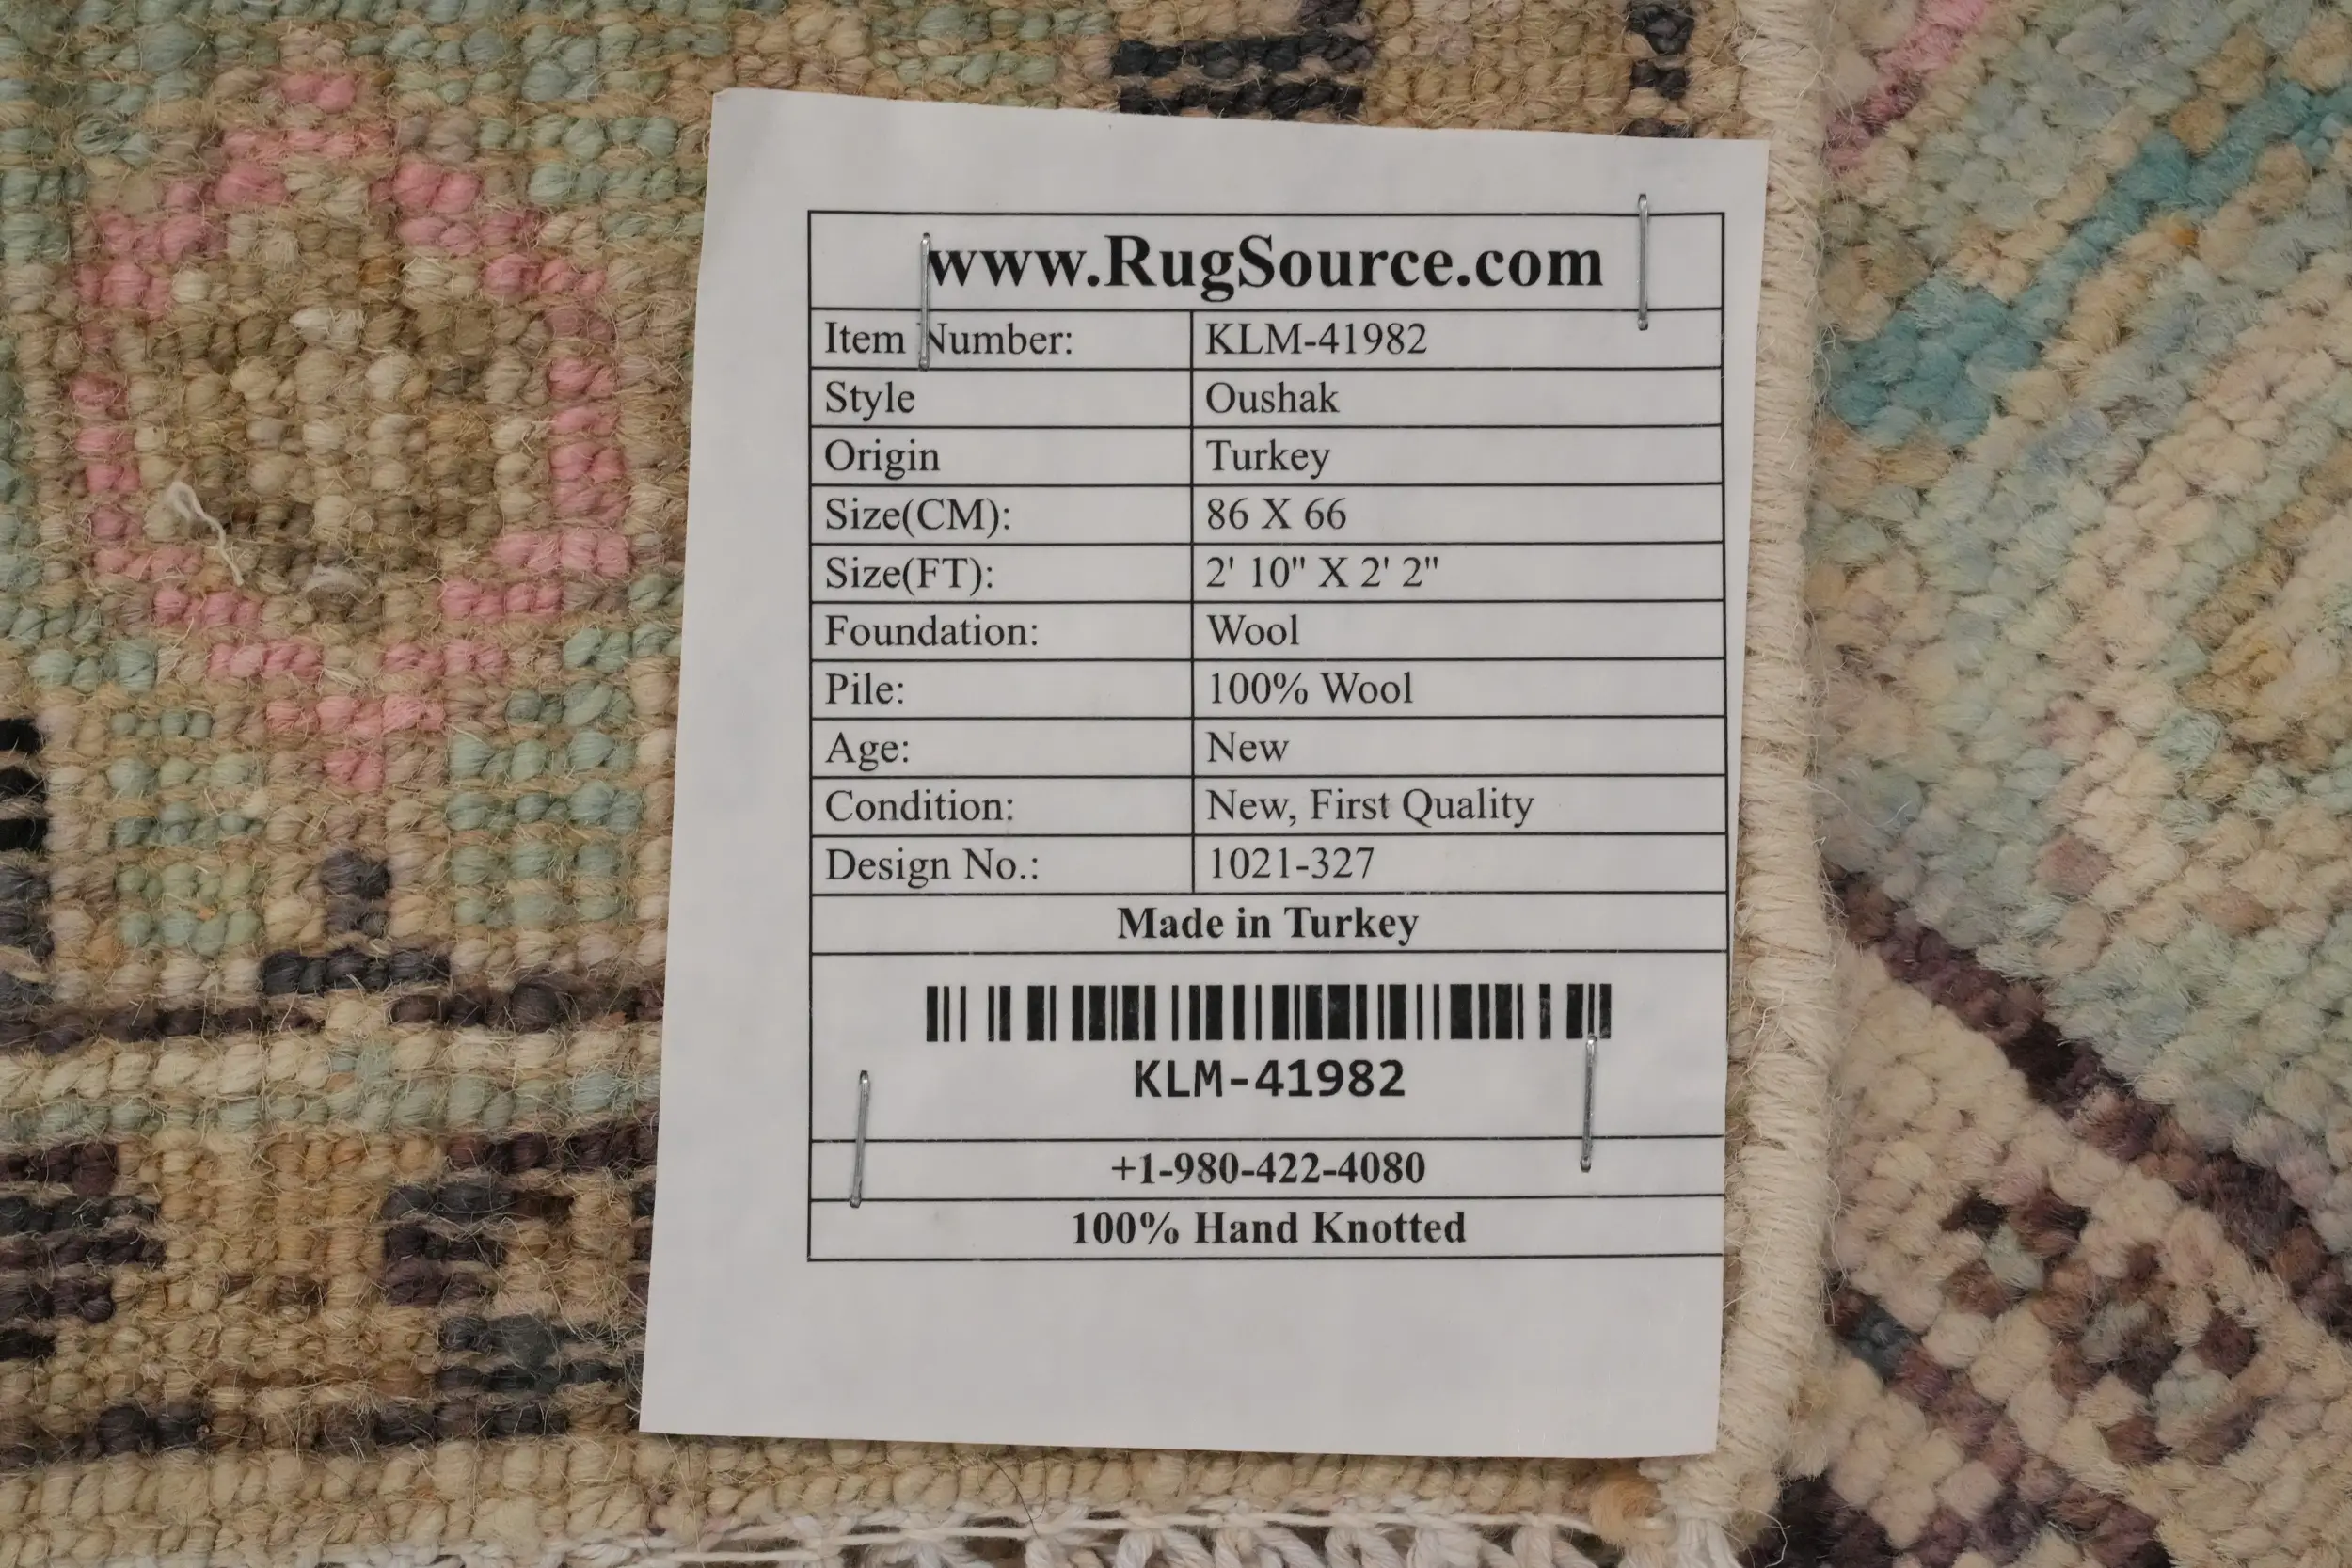 www.RugSource.com
Item Number: KLM-41982
Style Oushak
Origin Turkey
Size(CM): 86 X 66
Size(FT): 2' 10" X 2' 2"
Foundation: Wool
Pile: 100% Wool
Age: New
Condition: New, First Quality
Design No.: 1021-327
Made in Turkey
KLM-41982
+1-980-422-4080
100% Hand Knotted